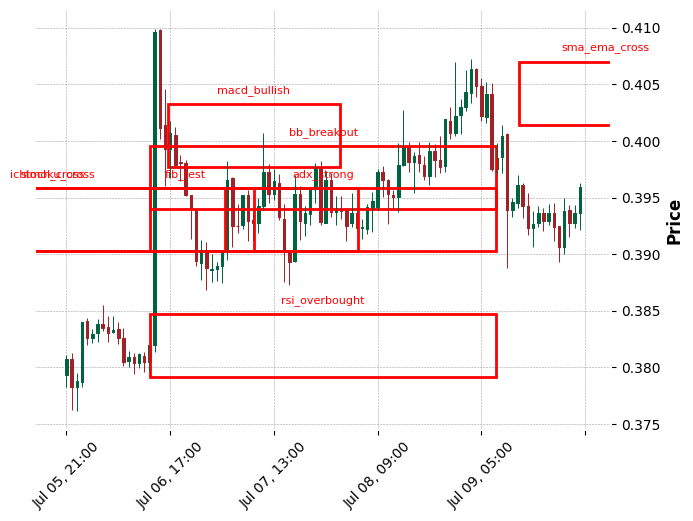 0.410
sma_ema_cross
0.405
macd_bullish
0.400
bb_breakout
fib_test
adx_strong
0.395
Price
0.390
0.385
rsi_overbought
0.380
0.375
Jul 05, 21:00
Jul 06, 17:00
Jul 07, 13:00
Jul 08, 09:00
Jul 09, 05:00